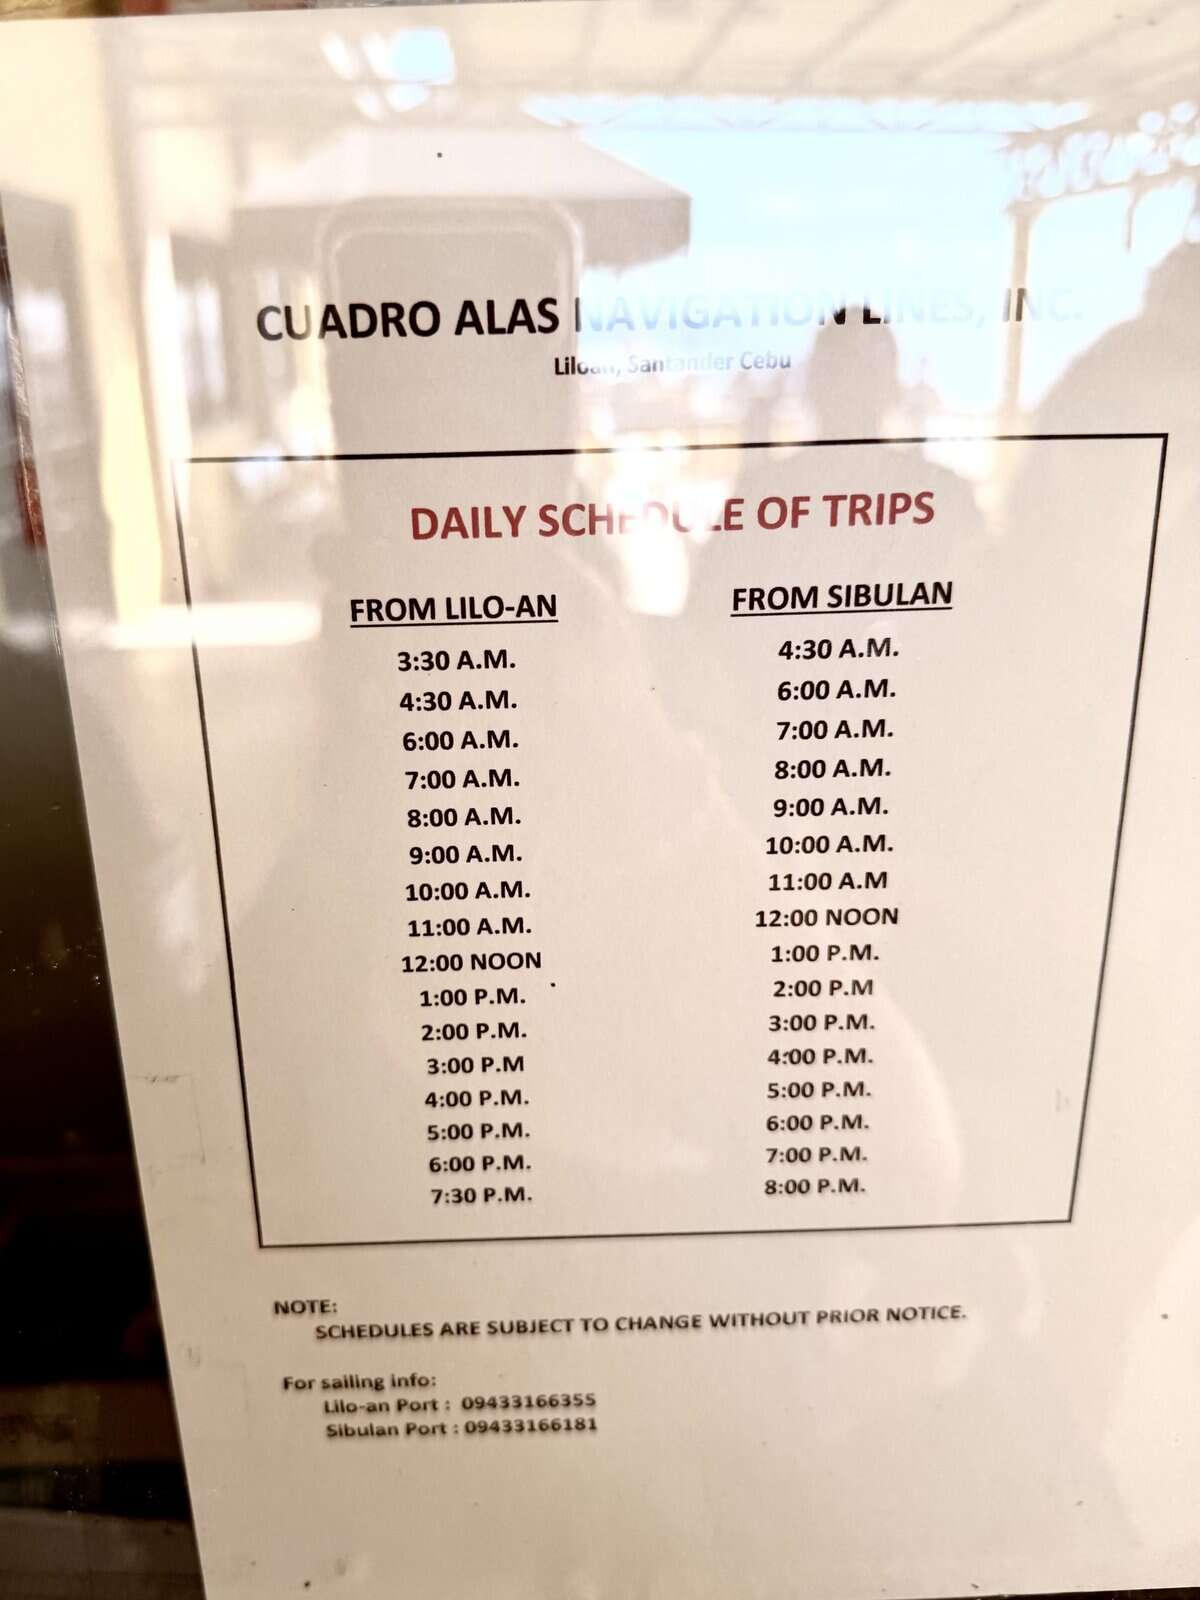 CUADRO ALAS NAVIGATION LINES, INC.
Liloan, Santander Cebu
DAILY SCHEDULE OF TRIPS
FROM LILO-AN FROM SIBULAN
3:30 A.M. 4:30 A.M.
4:30 A.M. 6:00 A.M.
6:00 A.M. 7:00 A.M.
7:00 A.M. 8:00 A.M.
8:00 A.M. 9:00 A.M.
9:00 A.M. 10:00 A.M.
10:00 A.M. 11:00 A.M
11:00 A.M. 12:00 NOON
12:00 NOON 1:00 P.M.
1:00 P.M. 2:00 P.M
2:00 P.M. 3:00 P.M.
3:00 P.M 4:00 P.M.
4:00 P.M. 5:00 P.M.
5:00 P.M. 6:00 P.M.
6:00 P.M. 7:00 P.M.
7:30 P.M. 8:00 P.M.
NOTE:
SCHEDULES ARE SUBJECT TO CHANGE WITHOUT PRIOR NOTICE.
For sailing info:
Lilo-an Port : 09433166355
Sibulan Port : 09433166181